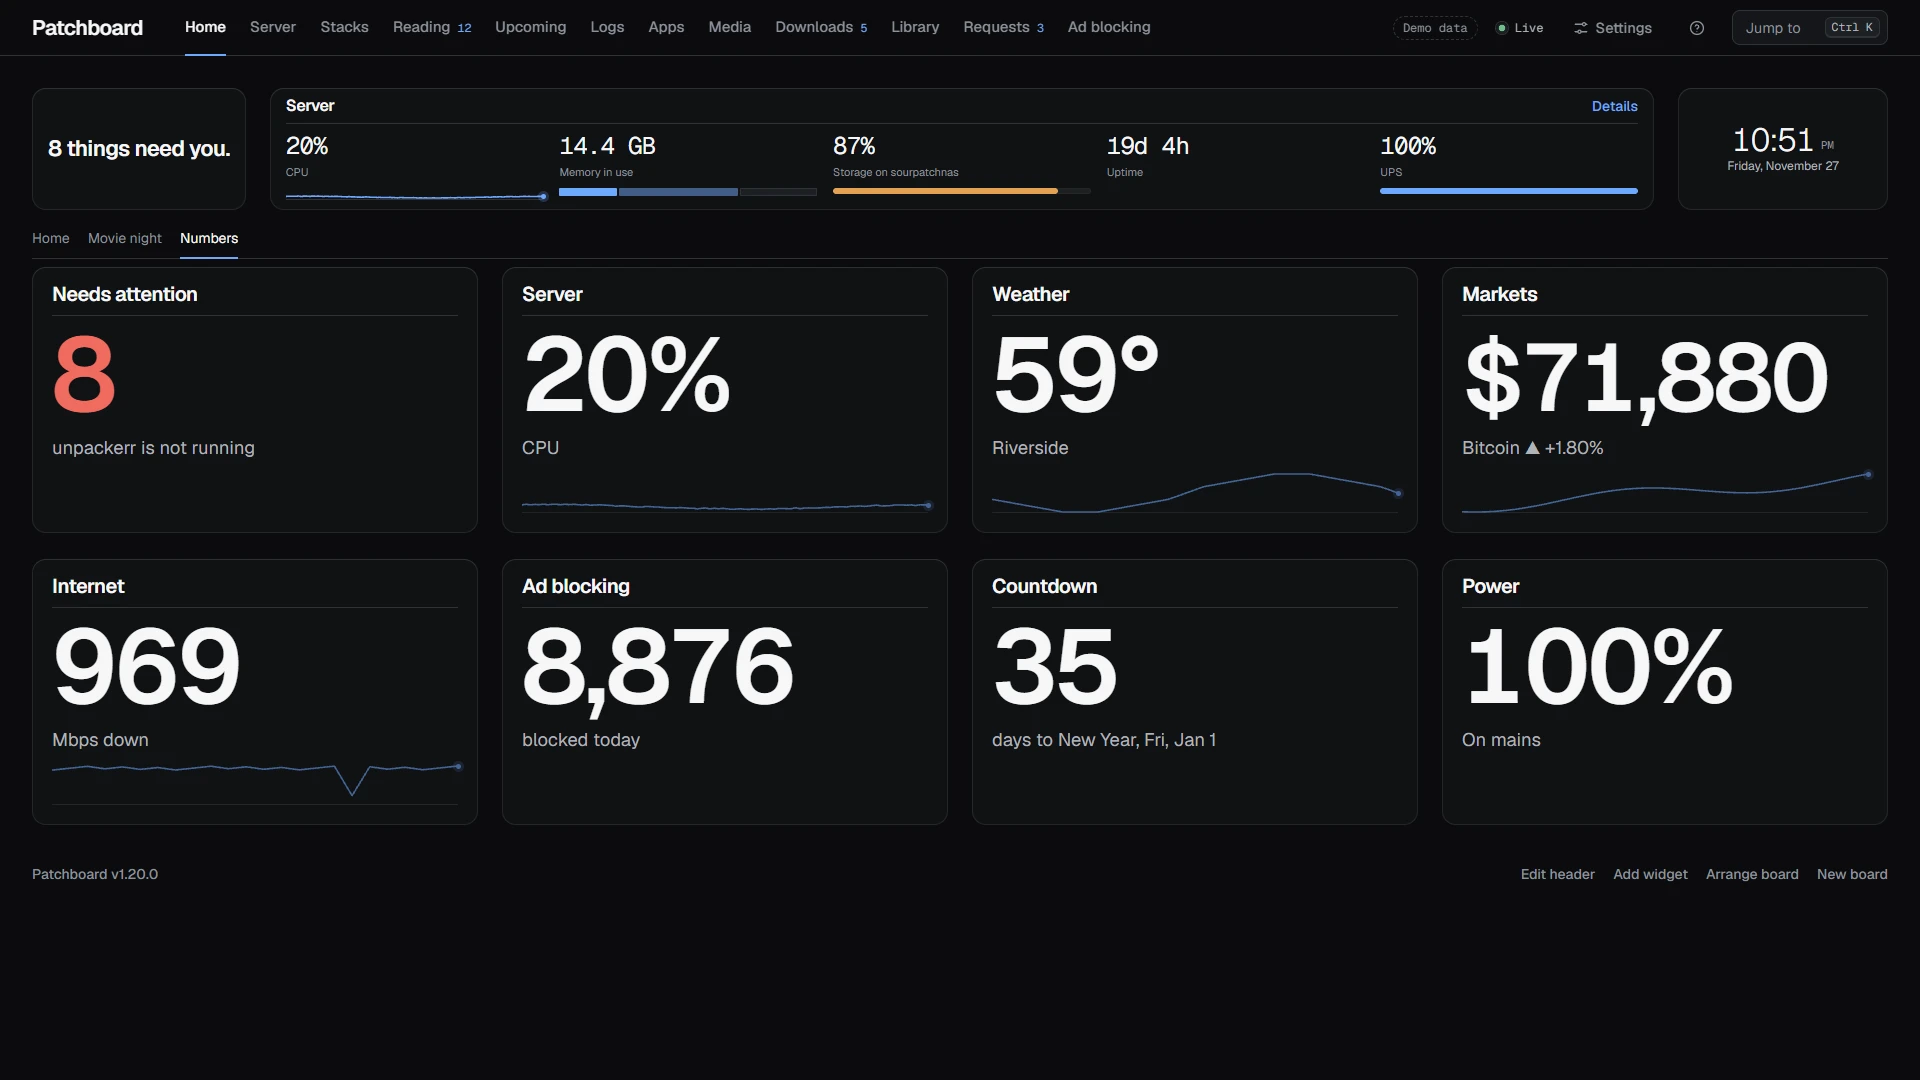 Patchboard Home Server Stacks Reading 12 Upcoming Logs Apps Media Downloads 5 Library Requests 3 Ad blocking Demo data Live Settings Jump to Ctrl K
8 things need you.
Server Details
20% 14.4 GB 87% 19d 4h 100%
CPU Memory in use Storage on sourpatchnas Uptime UPS
10:51 PM
Friday, November 27
Home Movie night Numbers
Needs attention
8
unpackerr is not running
Server
20%
CPU
Weather
59°
Riverside
Markets
$71,880
Bitcoin ▲ +1.80%
Internet
969
Mbps down
Ad blocking
8,876
blocked today
Countdown
35
days to New Year, Fri, Jan 1
Power
100%
On mains
Patchboard v1.20.0 Edit header Add widget Arrange board New board